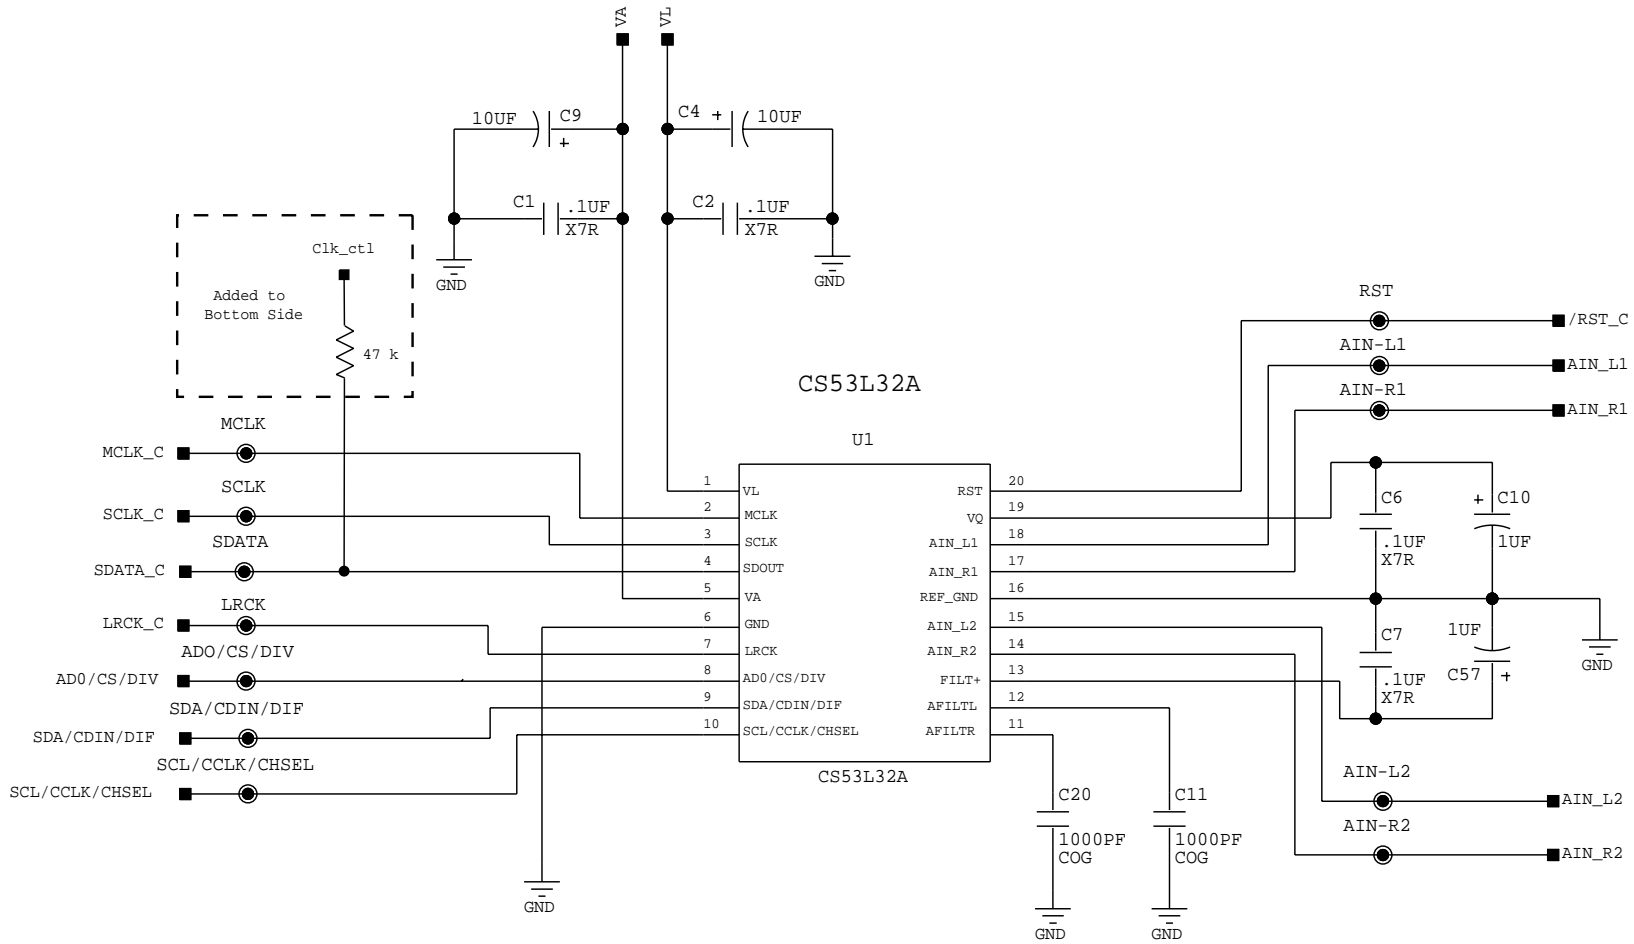 VA
VL
10UF
C9
+
C4
+
10UF
C1
.1UF
X7R
C2
.1UF
X7R
GND
GND
Clk_ctl
Added to
Bottom Side
47 k
RST
/RST_C
AIN-L1
AIN_L1
AIN-R1
AIN_R1
CS53L32A
U1
MCLK
MCLK_C
SCLK
SCLK_C
SDATA
SDATA_C
LRCK
LRCK_C
ADO/CS/DIV
AD0/CS/DIV
SDA/CDIN/DIF
SDA/CDIN/DIF
SCL/CCLK/CHSEL
SCL/CCLK/CHSEL
1 VL
2 MCLK
3 SCLK
4 SDOUT
5 VA
6 GND
7 LRCK
8 AD0/CS/DIV
9 SDA/CDIN/DIF
10 SCL/CCLK/CHSEL
RST 20
VQ 19
AIN_L1 18
AIN_R1 17
REF_GND 16
AIN_L2 15
AIN_R2 14
FILT+ 13
AFILTL 12
AFILTR 11
CS53L32A
C6
.1UF
X7R
+
C10
1UF
C7
.1UF
X7R
1UF
C57
+
GND
AIN-L2
AIN_L2
AIN-R2
AIN_R2
C20
1000PF
COG
C11
1000PF
COG
GND
GND
GND